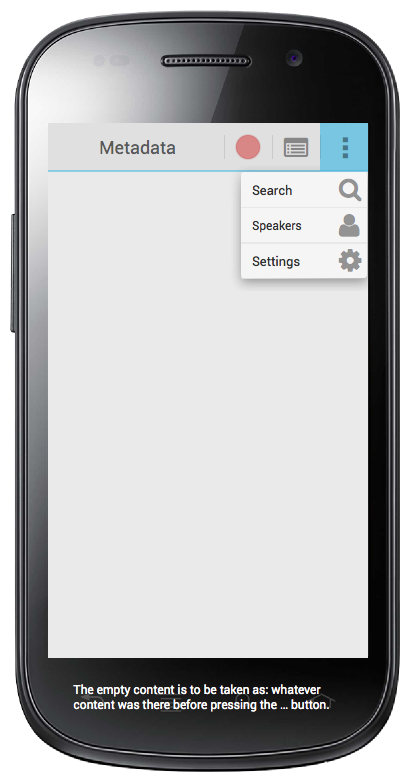 Metadata
Search
Speakers
Settings
The empty content is to be taken as: whatever
content was there before pressing the ... button.